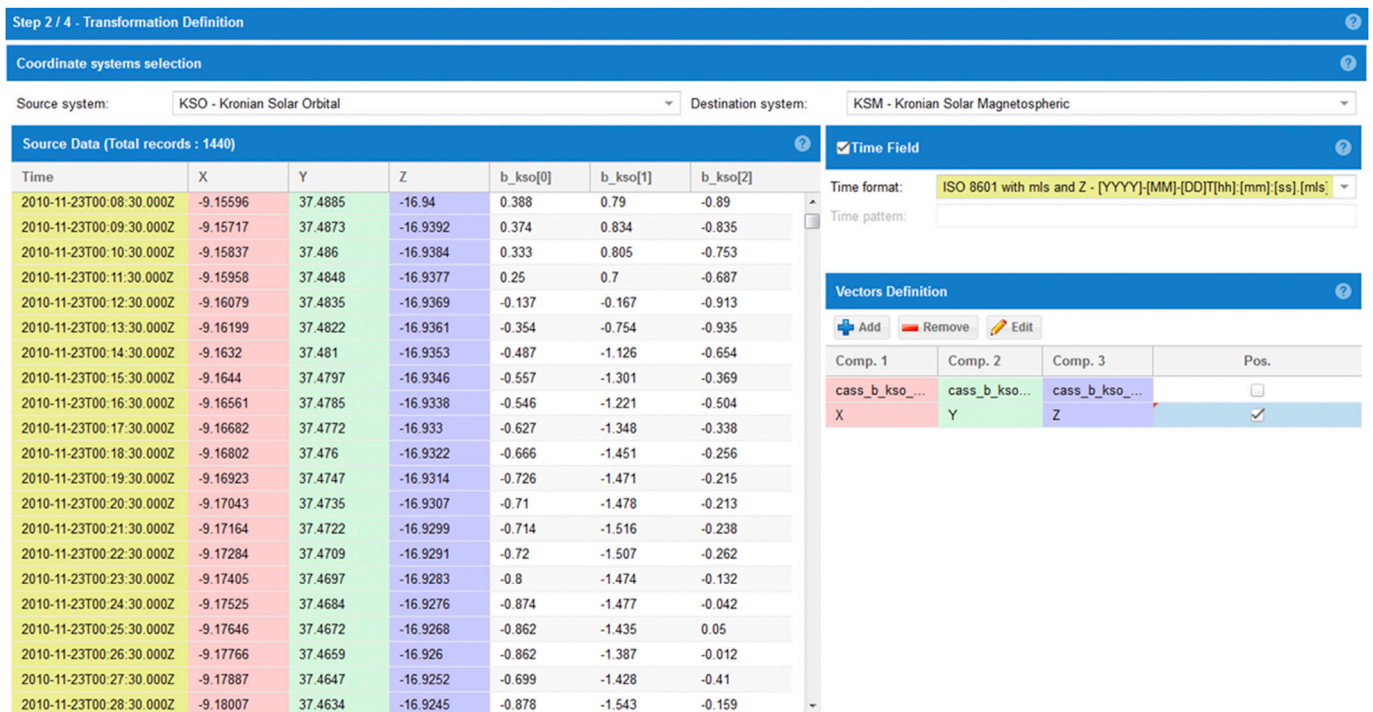 Step 2 / 4 - Transformation Definition
Coordinate systems selection
Source system: KSO - Kronian Solar Orbital Destination system: KSM - Kronian Solar Magnetospheric
Source Data (Total records : 1440)
Time X Y Z b_kso[0] b_kso[1] b_kso[2]
2010-11-23T00:08:30.000Z -9.15596 37.4885 -16.94 0.388 0.79 -0.89
2010-11-23T00:09:30.000Z -9.15717 37.4873 -16.9392 0.374 0.834 -0.835
2010-11-23T00:10:30.000Z -9.15837 37.486 -16.9384 0.333 0.805 -0.753
2010-11-23T00:11:30.000Z -9.15958 37.4848 -16.9377 0.25 0.7 -0.687
2010-11-23T00:12:30.000Z -9.16079 37.4835 -16.9369 -0.137 -0.167 -0.913
2010-11-23T00:13:30.000Z -9.16199 37.4822 -16.9361 -0.354 -0.754 -0.935
2010-11-23T00:14:30.000Z -9.1632 37.481 -16.9353 -0.487 -1.126 -0.654
2010-11-23T00:15:30.000Z -9.1644 37.4797 -16.9346 -0.557 -1.301 -0.369
2010-11-23T00:16:30.000Z -9.16561 37.4785 -16.9338 -0.546 -1.221 -0.504
2010-11-23T00:17:30.000Z -9.16682 37.4772 -16.933 -0.627 -1.348 -0.338
2010-11-23T00:18:30.000Z -9.16802 37.476 -16.9322 -0.666 -1.451 -0.256
2010-11-23T00:19:30.000Z -9.16923 37.4747 -16.9314 -0.726 -1.471 -0.215
2010-11-23T00:20:30.000Z -9.17043 37.4735 -16.9307 -0.71 -1.478 -0.213
2010-11-23T00:21:30.000Z -9.17164 37.4722 -16.9299 -0.714 -1.516 -0.238
2010-11-23T00:22:30.000Z -9.17284 37.4709 -16.9291 -0.72 -1.507 -0.262
2010-11-23T00:23:30.000Z -9.17405 37.4697 -16.9283 -0.8 -1.474 -0.132
2010-11-23T00:24:30.000Z -9.17525 37.4684 -16.9276 -0.874 -1.477 -0.042
2010-11-23T00:25:30.000Z -9.17646 37.4672 -16.9268 -0.862 -1.435 0.05
2010-11-23T00:26:30.000Z -9.17766 37.4659 -16.926 -0.862 -1.387 -0.012
2010-11-23T00:27:30.000Z -9.17887 37.4647 -16.9252 -0.699 -1.428 -0.41
2010-11-23T00:28:30.000Z -9.18007 37.4634 -16.9245 -0.878 -1.543 -0.159
Time Field
Time format: ISO 8601 with mls and Z - [YYYY]-[MM]-[DD]T[hh]:[mm]:[ss].[mls]
Time pattern:
Vectors Definition
Add Remove Edit
Comp. 1 Comp. 2 Comp. 3 Pos.
cass_b_kso_... cass_b_kso... cass_b_kso_...
X Y Z